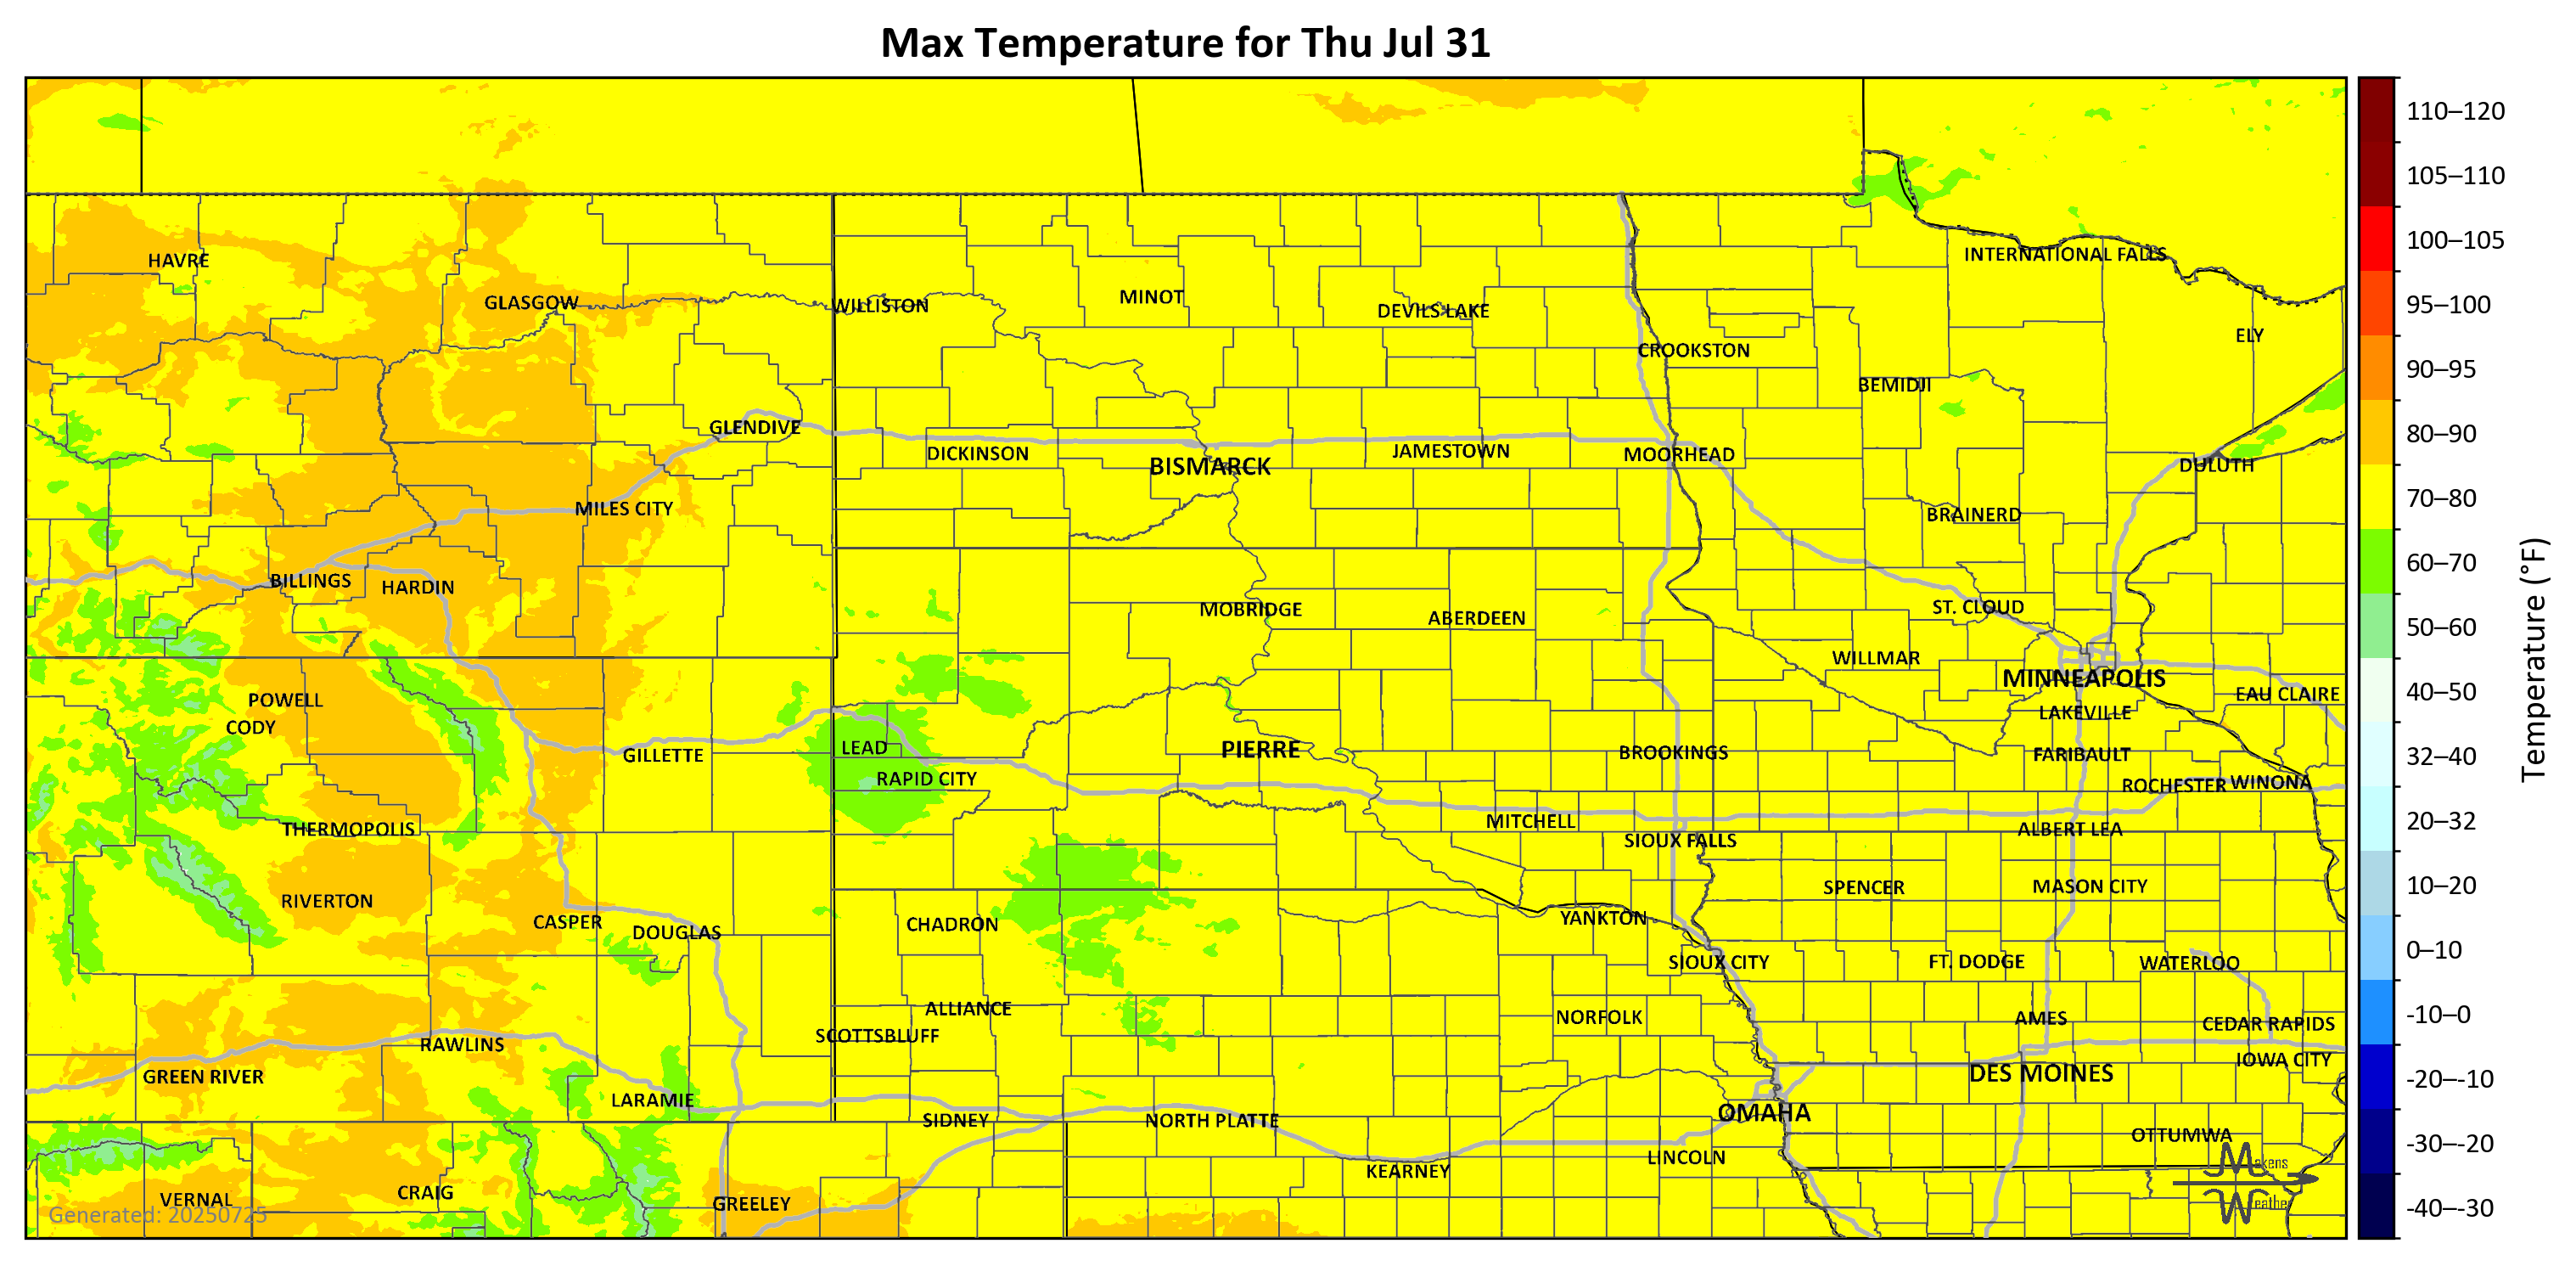 Max Temperature for Thu Jul 31
110–120
105–110
100–105
95–100
90–95
80–90
70–80
60–70
50–60
40–50
32–40
20–32
10–20
0–10
-10–0
-20–-10
-30–-20
-40–-30
Temperature (°F)
HAVRE
INTERNATIONAL FALLS
GLASGOW
WILLISTON
MINOT
DEVILS LAKE
ELY
CROOKSTON
BEMIDJI
GLENDIVE
DICKINSON
BISMARCK
JAMESTOWN
MOORHEAD
DULUTH
MILES CITY
BRAINERD
BILLINGS
HARDIN
MOBRIDGE
ABERDEEN
ST. CLOUD
WILLMAR
MINNEAPOLIS
EAU CLAIRE
POWELL
CODY
LAKEVILLE
GILLETTE
LEAD
PIERRE
BROOKINGS
FARIBAULT
RAPID CITY
ROCHESTER
WINONA
THERMOPOLIS
MITCHELL
SIOUX FALLS
ALBERT LEA
RIVERTON
SPENCER
MASON CITY
CASPER
DOUGLAS
CHADRON
YANKTON
SIOUX CITY
FT. DODGE
WATERLOO
ALLIANCE
NORFOLK
AMES
CEDAR RAPIDS
SCOTTSBLUFF
RAWLINS
IOWA CITY
GREEN RIVER
DES MOINES
LARAMIE
SIDNEY
NORTH PLATTE
OMAHA
OTTUMWA
LINCOLN
KEARNEY
VERNAL
CRAIG
GREELEY
Makens
Weather
Generated: 20250725